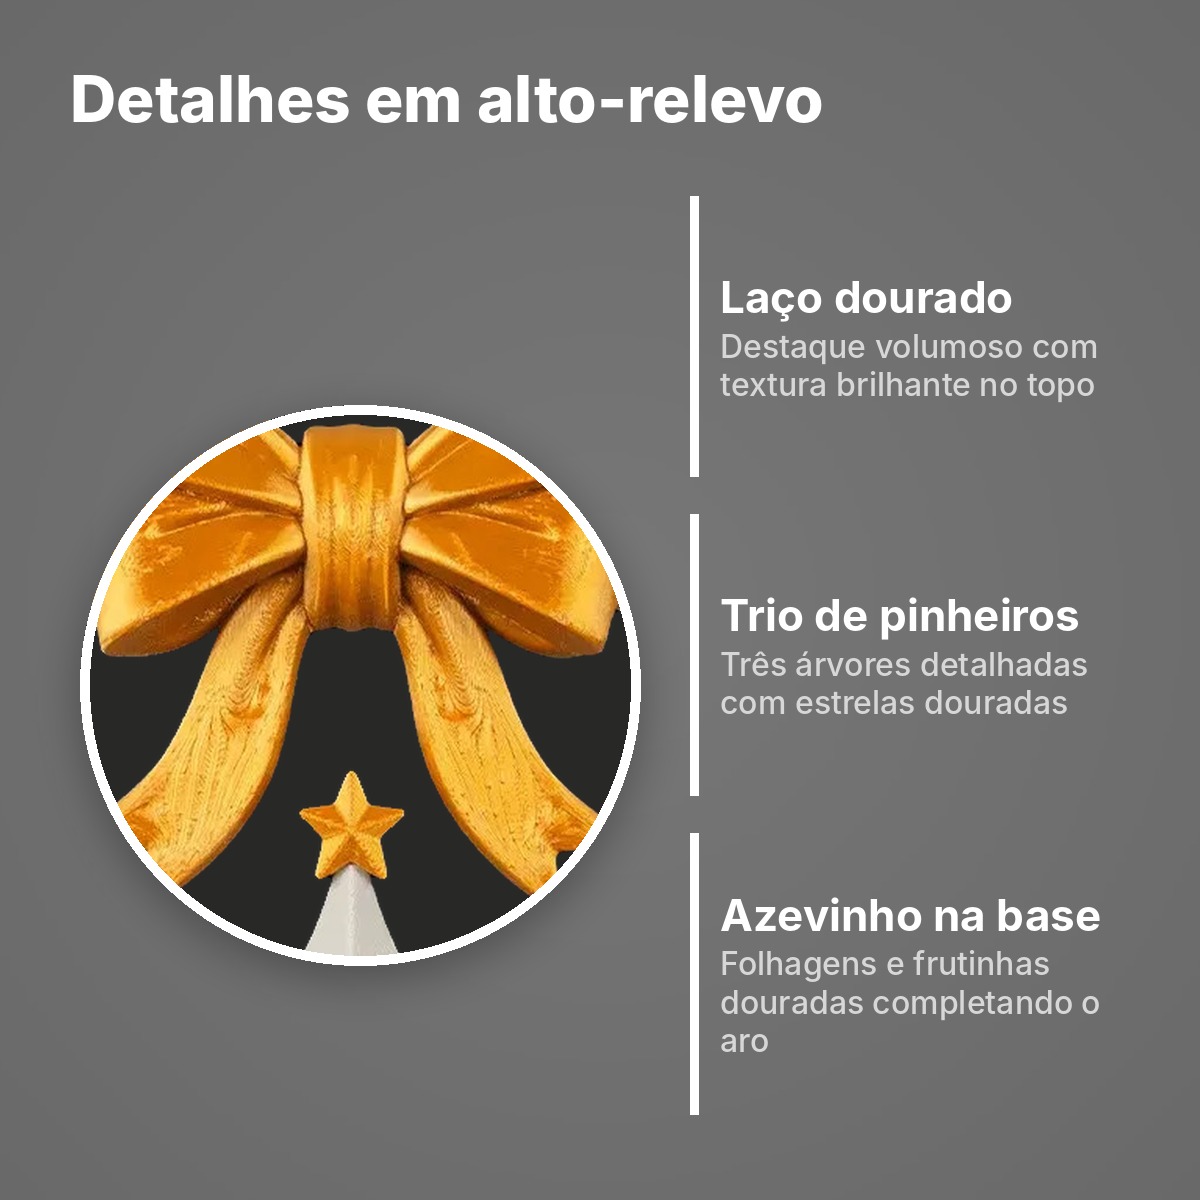 Detalhes em alto-relevo
Laço dourado
Destaque volumoso com
textura brilhante no topo
Trio de pinheiros
Três árvores detalhadas
com estrelas douradas
Azevinho na base
Folhagens e frutinhas
douradas completando o
aro